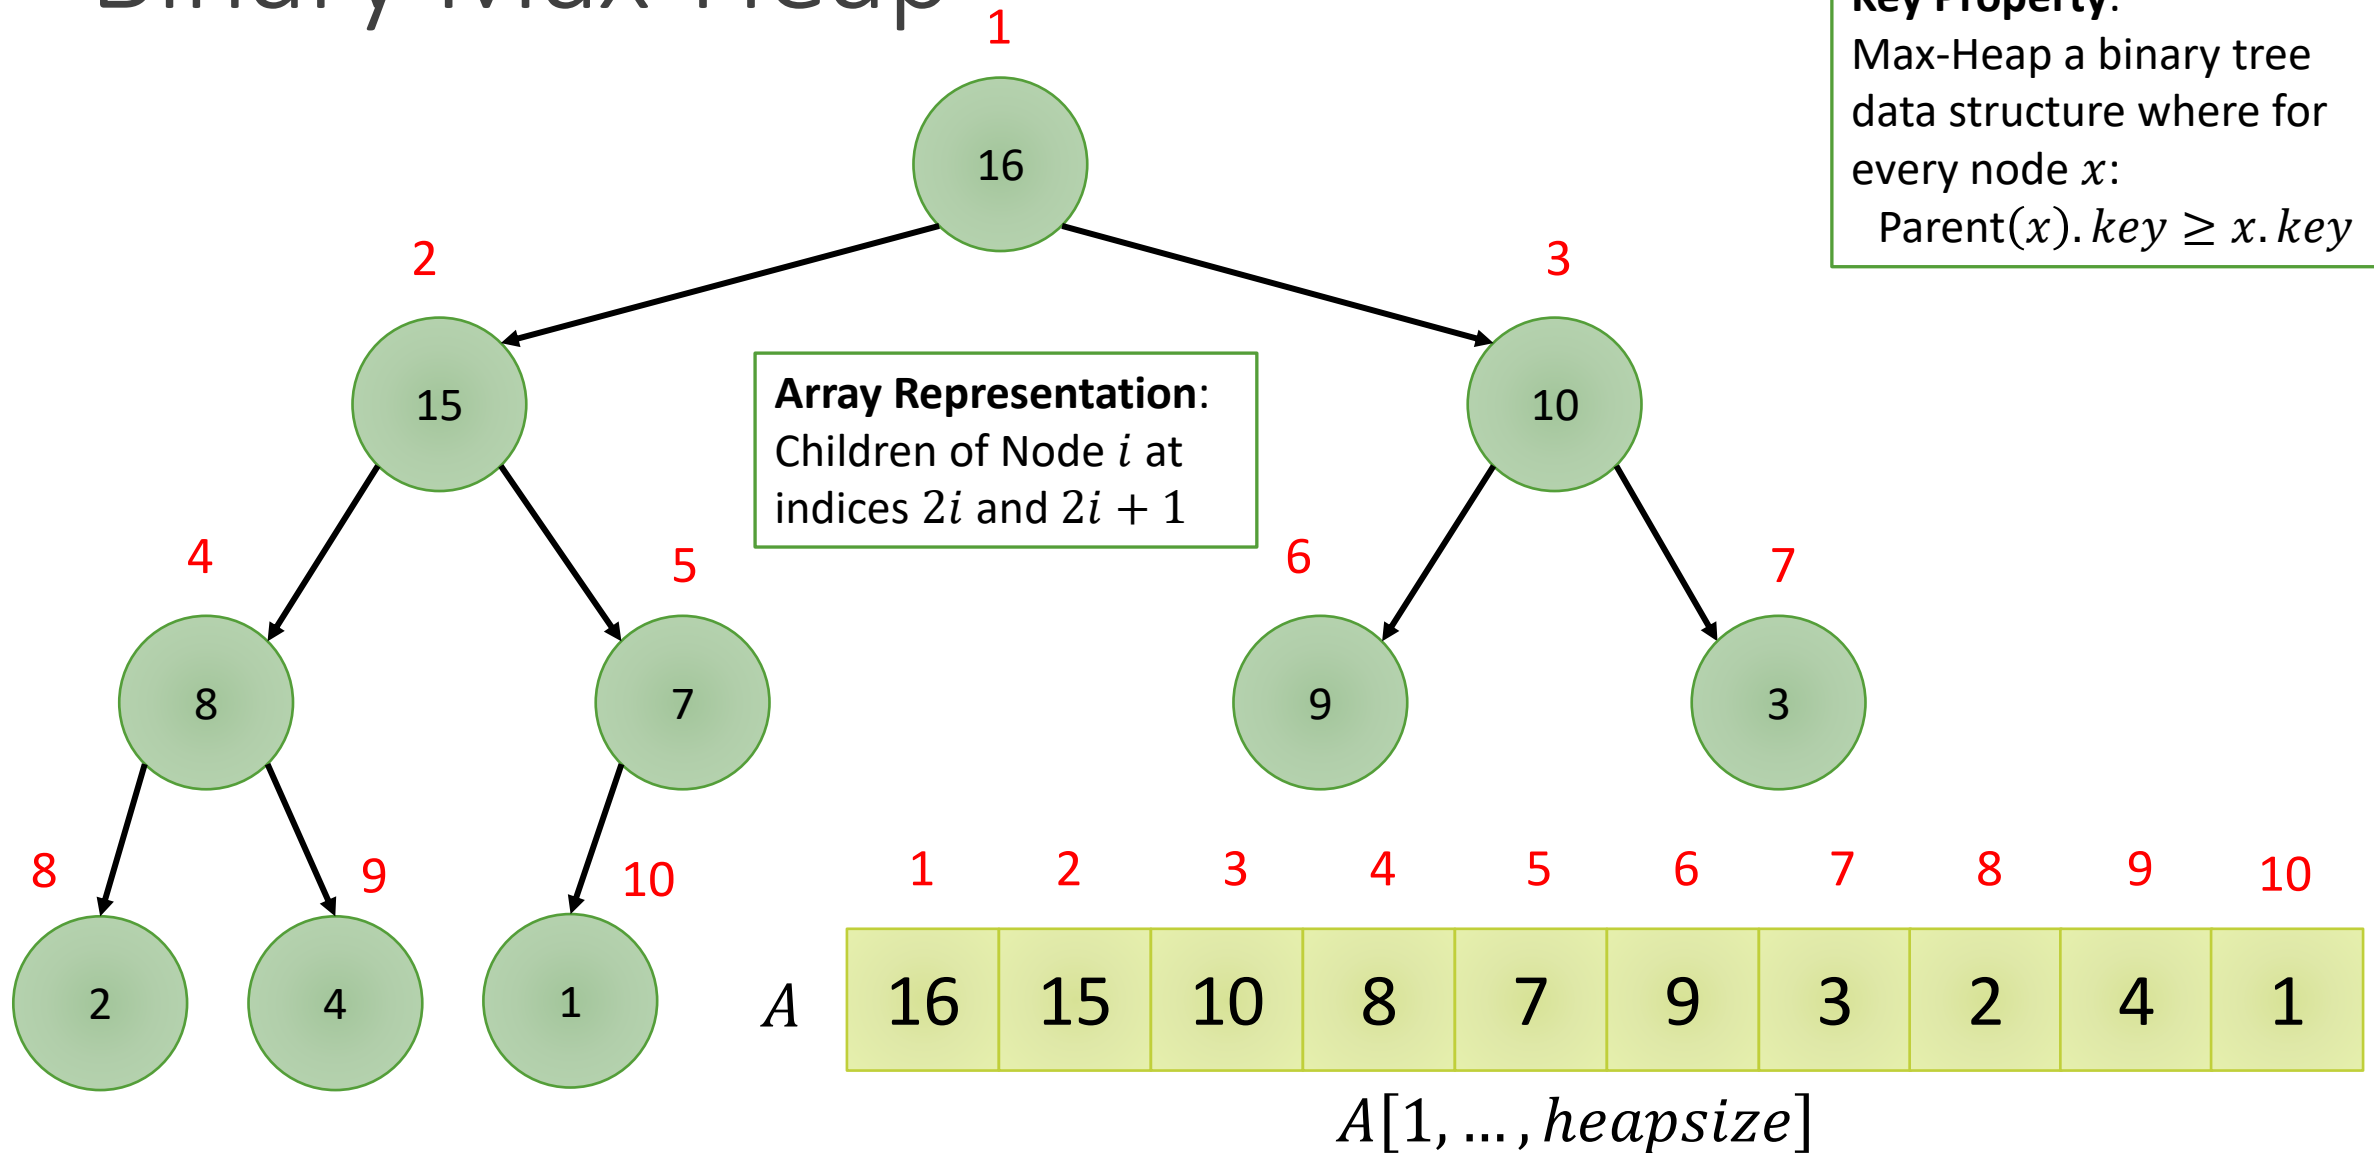 Binary Max-Heap
Key Property:
Max-Heap a binary tree
data structure where for
every node x:
Parent(x). key ≥ x. key
1
16
2
3
15
10
Array Representation:
Children of Node i at
indices 2i and 2i + 1
4
5
6
7
8
7
9
3
8
9
10
2
4
1
1 2 3 4 5 6 7 8 9 10
A 16 15 10 8 7 9 3 2 4 1
A[1, … , heapsize]